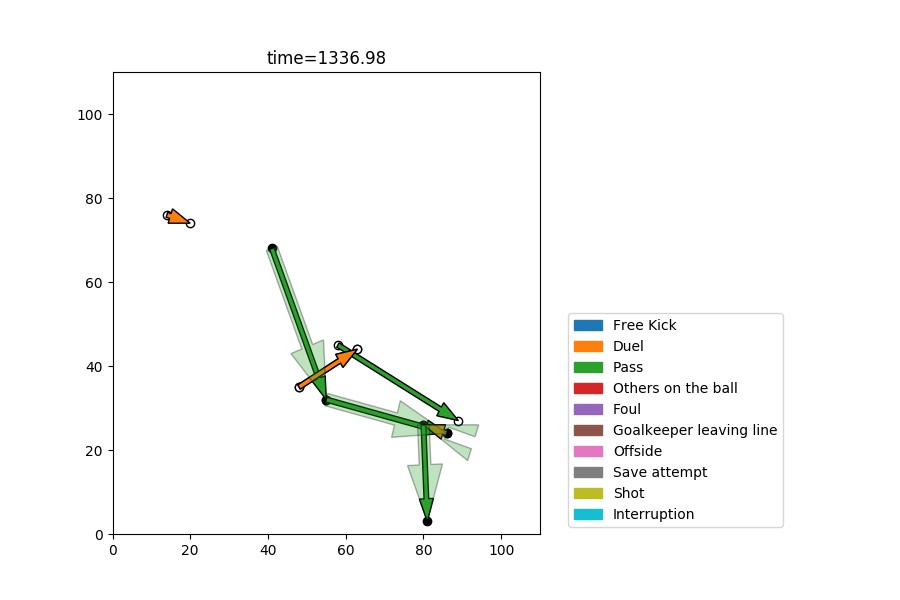 time=1336.98
100
80
60
40
20
0
0 20 40 60 80 100
Free Kick
Duel
Pass
Others on the ball
Foul
Goalkeeper leaving line
Offside
Save attempt
Shot
Interruption